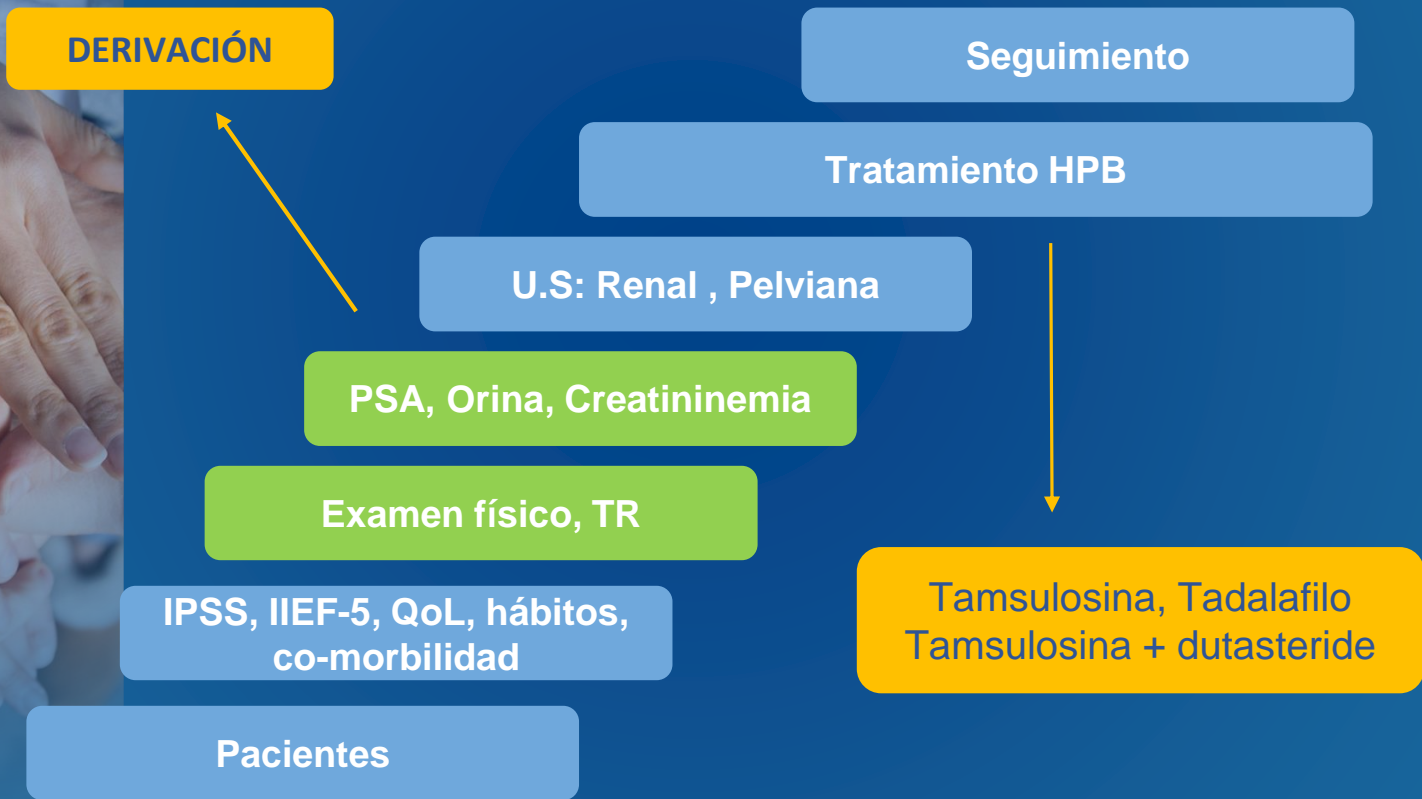 DERIVACIÓN
Seguimiento
Tratamiento HPB
U.S: Renal , Pelviana
PSA, Orina, Creatininemia
Examen físico, TR
IPSS, IIEF-5, QoL, hábitos,
co-morbilidad
Tamsulosina, Tadalafilo
Tamsulosina + dutasteride
Pacientes